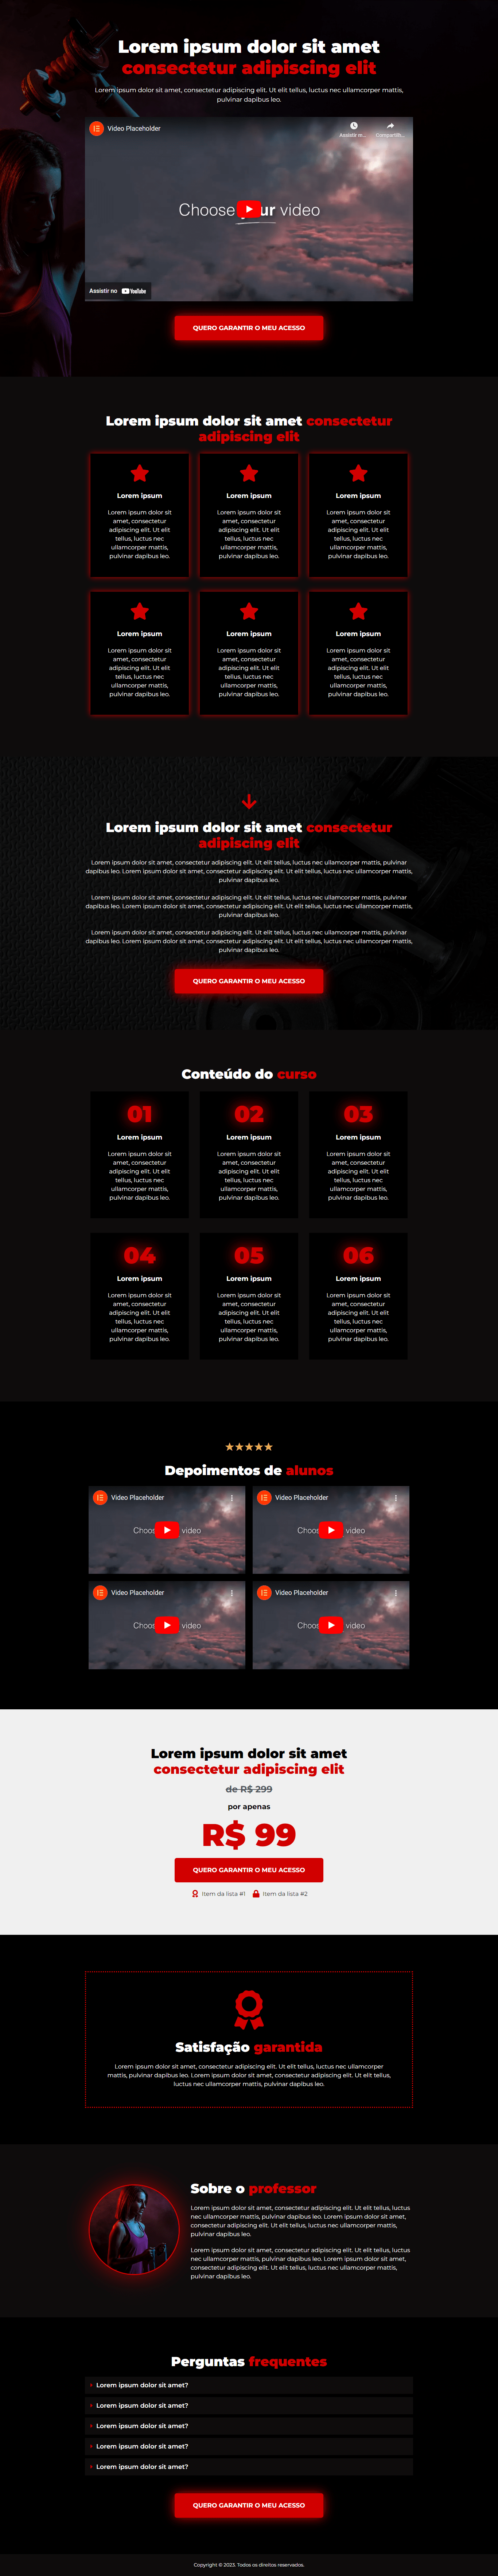 Lorem ipsum dolor sit amet
consectetur adipiscing elit
Lorem ipsum dolor sit amet, consectetur adipiscing elit. Ut elit tellus, luctus nec ullamcorper mattis,
pulvinar dapibus leo.
Video Placeholder
Assistir m...
Compartilh...
Choose your video
Assistir no YouTube
QUERO GARANTIR O MEU ACESSO
Lorem ipsum dolor sit amet consectetur
adipiscing elit
Lorem ipsum
Lorem ipsum dolor sit
amet, consectetur
adipiscing elit. Ut elit
tellus, luctus nec
ullamcorper mattis,
pulvinar dapibus leo.
Lorem ipsum
Lorem ipsum dolor sit
amet, consectetur
adipiscing elit. Ut elit
tellus, luctus nec
ullamcorper mattis,
pulvinar dapibus leo.
Lorem ipsum
Lorem ipsum dolor sit
amet, consectetur
adipiscing elit. Ut elit
tellus, luctus nec
ullamcorper mattis,
pulvinar dapibus leo.
Lorem ipsum
Lorem ipsum dolor sit
amet, consectetur
adipiscing elit. Ut elit
tellus, luctus nec
ullamcorper mattis,
pulvinar dapibus leo.
Lorem ipsum
Lorem ipsum dolor sit
amet, consectetur
adipiscing elit. Ut elit
tellus, luctus nec
ullamcorper mattis,
pulvinar dapibus leo.
Lorem ipsum
Lorem ipsum dolor sit
amet, consectetur
adipiscing elit. Ut elit
tellus, luctus nec
ullamcorper mattis,
pulvinar dapibus leo.
Lorem ipsum dolor sit amet consectetur
adipiscing elit
Lorem ipsum dolor sit amet, consectetur adipiscing elit. Ut elit tellus, luctus nec ullamcorper mattis, pulvinar
dapibus leo. Lorem ipsum dolor sit amet, consectetur adipiscing elit. Ut elit tellus, luctus nec ullamcorper mattis,
pulvinar dapibus leo.
Lorem ipsum dolor sit amet, consectetur adipiscing elit. Ut elit tellus, luctus nec ullamcorper mattis, pulvinar
dapibus leo. Lorem ipsum dolor sit amet, consectetur adipiscing elit. Ut elit tellus, luctus nec ullamcorper mattis,
pulvinar dapibus leo.
Lorem ipsum dolor sit amet, consectetur adipiscing elit. Ut elit tellus, luctus nec ullamcorper mattis, pulvinar
dapibus leo. Lorem ipsum dolor sit amet, consectetur adipiscing elit. Ut elit tellus, luctus nec ullamcorper mattis,
pulvinar dapibus leo.
QUERO GARANTIR O MEU ACESSO
Conteúdo do curso
01
Lorem ipsum
Lorem ipsum dolor sit
amet, consectetur
adipiscing elit. Ut elit
tellus, luctus nec
ullamcorper mattis,
pulvinar dapibus leo.
02
Lorem ipsum
Lorem ipsum dolor sit
amet, consectetur
adipiscing elit. Ut elit
tellus, luctus nec
ullamcorper mattis,
pulvinar dapibus leo.
03
Lorem ipsum
Lorem ipsum dolor sit
amet, consectetur
adipiscing elit. Ut elit
tellus, luctus nec
ullamcorper mattis,
pulvinar dapibus leo.
04
Lorem ipsum
Lorem ipsum dolor sit
amet, consectetur
adipiscing elit. Ut elit
tellus, luctus nec
ullamcorper mattis,
pulvinar dapibus leo.
05
Lorem ipsum
Lorem ipsum dolor sit
amet, consectetur
adipiscing elit. Ut elit
tellus, luctus nec
ullamcorper mattis,
pulvinar dapibus leo.
06
Lorem ipsum
Lorem ipsum dolor sit
amet, consectetur
adipiscing elit. Ut elit
tellus, luctus nec
ullamcorper mattis,
pulvinar dapibus leo.
Depoimentos de alunos
Video Placeholder
Choos video
Video Placeholder
Choos video
Video Placeholder
Choos video
Video Placeholder
Choos video
Lorem ipsum dolor sit amet
consectetur adipiscing elit
de R$ 299
por apenas
R$ 99
QUERO GARANTIR O MEU ACESSO
Item da lista #1 Item da lista #2
Satisfação garantida
Lorem ipsum dolor sit amet, consectetur adipiscing elit. Ut elit tellus, luctus nec ullamcorper
mattis, pulvinar dapibus leo. Lorem ipsum dolor sit amet, consectetur adipiscing elit. Ut elit tellus,
luctus nec ullamcorper mattis, pulvinar dapibus leo.
Sobre o professor
Lorem ipsum dolor sit amet, consectetur adipiscing elit. Ut elit tellus, luctus
nec ullamcorper mattis, pulvinar dapibus leo. Lorem ipsum dolor sit amet,
consectetur adipiscing elit. Ut elit tellus, luctus nec ullamcorper mattis,
pulvinar dapibus leo.
Lorem ipsum dolor sit amet, consectetur adipiscing elit. Ut elit tellus, luctus
nec ullamcorper mattis, pulvinar dapibus leo. Lorem ipsum dolor sit amet,
consectetur adipiscing elit. Ut elit tellus, luctus nec ullamcorper mattis,
pulvinar dapibus leo.
Perguntas frequentes
Lorem ipsum dolor sit amet?
Lorem ipsum dolor sit amet?
Lorem ipsum dolor sit amet?
Lorem ipsum dolor sit amet?
Lorem ipsum dolor sit amet?
QUERO GARANTIR O MEU ACESSO
Copyright © 2023. Todos os direitos reservados.